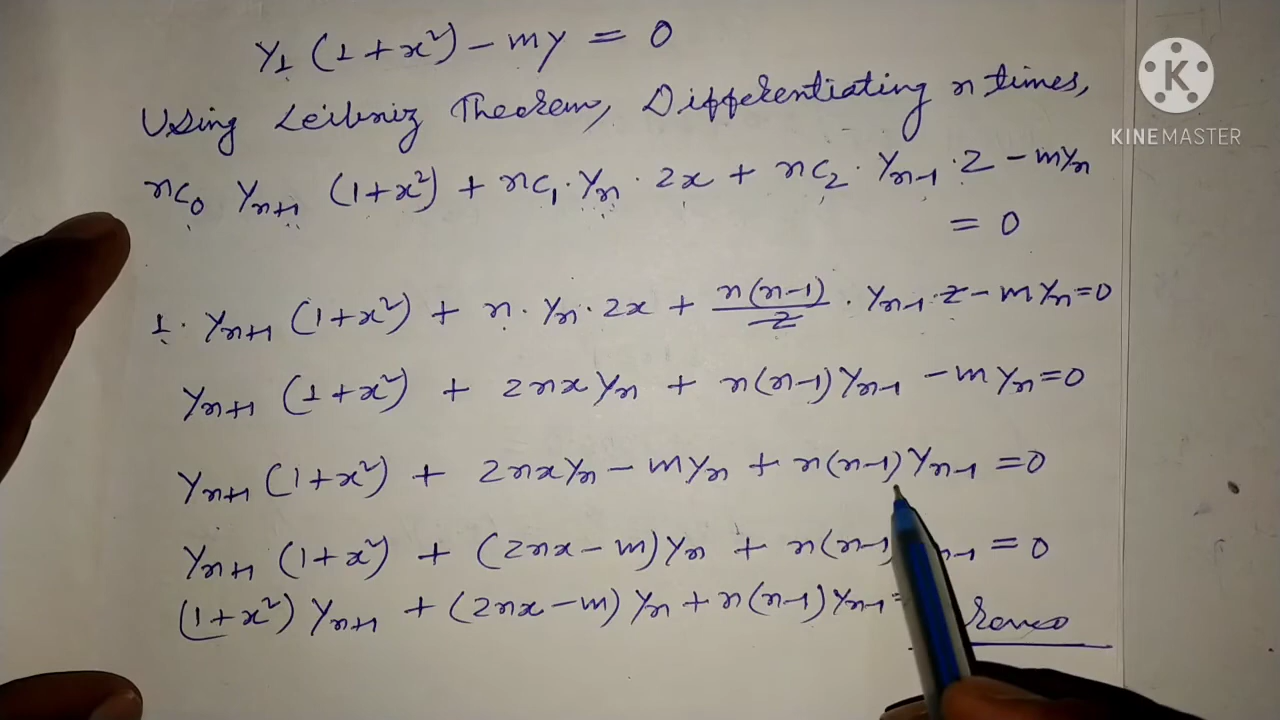 y₁ (1+x²) - my = 0
Using Leibniz Theorem, Differentiating n times,
nC₀ yₙ₊₁ (1+x²) + nC₁ · yₙ · 2x + nC₂ · yₙ₋₁ · 2 - myₙ
= 0
1 · yₙ₊₁ (1+x²) + n · yₙ · 2x + n(n-1)/2 · yₙ₋₁ · 2 - myₙ = 0
yₙ₊₁ (1+x²) + 2nxyₙ + n(n-1)yₙ₋₁ - myₙ = 0
yₙ₊₁ (1+x²) + 2nxyₙ - myₙ + n(n-1)yₙ₋₁ = 0
yₙ₊₁ (1+x²) + (2nx-m)yₙ + n(n-1) ₙ₋₁ = 0
(1+x²) yₙ₊₁ + (2nx-m) yₙ + n(n-1) yₙ₋₁ =
K
KINEMASTER